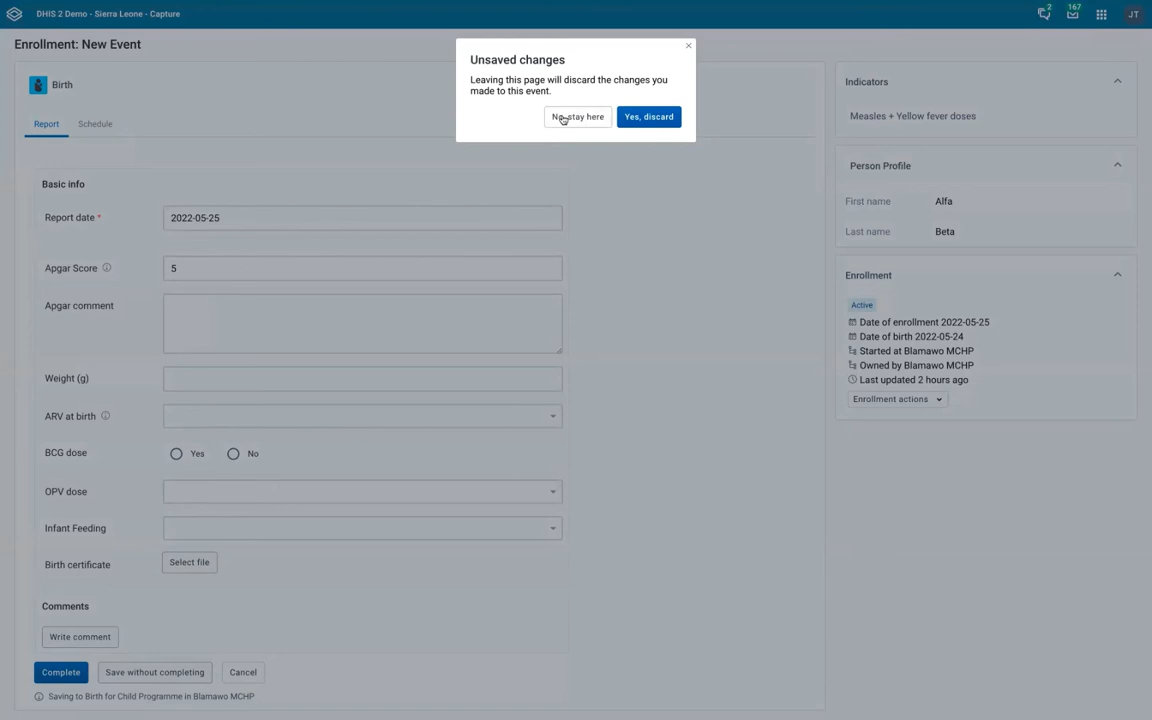 DHIS 2 Demo - Sierra Leone - Capture
2
167
JT
Enrollment: New Event
Unsaved changes
Leaving this page will discard the changes you
made to this event.
No, stay here
Yes, discard
Birth
Report
Schedule
Basic info
Report date *
2022-05-25
Apgar Score
5
Apgar comment
Weight (g)
ARV at birth
BCG dose
Yes
No
OPV dose
Infant Feeding
Birth certificate
Select file
Comments
Write comment
Complete
Save without completing
Cancel
Saving to Birth for Child Programme in Blamawo MCHP
Indicators
Measles + Yellow fever doses
Person Profile
First name
Alfa
Last name
Beta
Enrollment
Active
Date of enrollment 2022-05-25
Date of birth 2022-05-24
Started at Blamawo MCHP
Owned by Blamawo MCHP
Last updated 2 hours ago
Enrollment actions